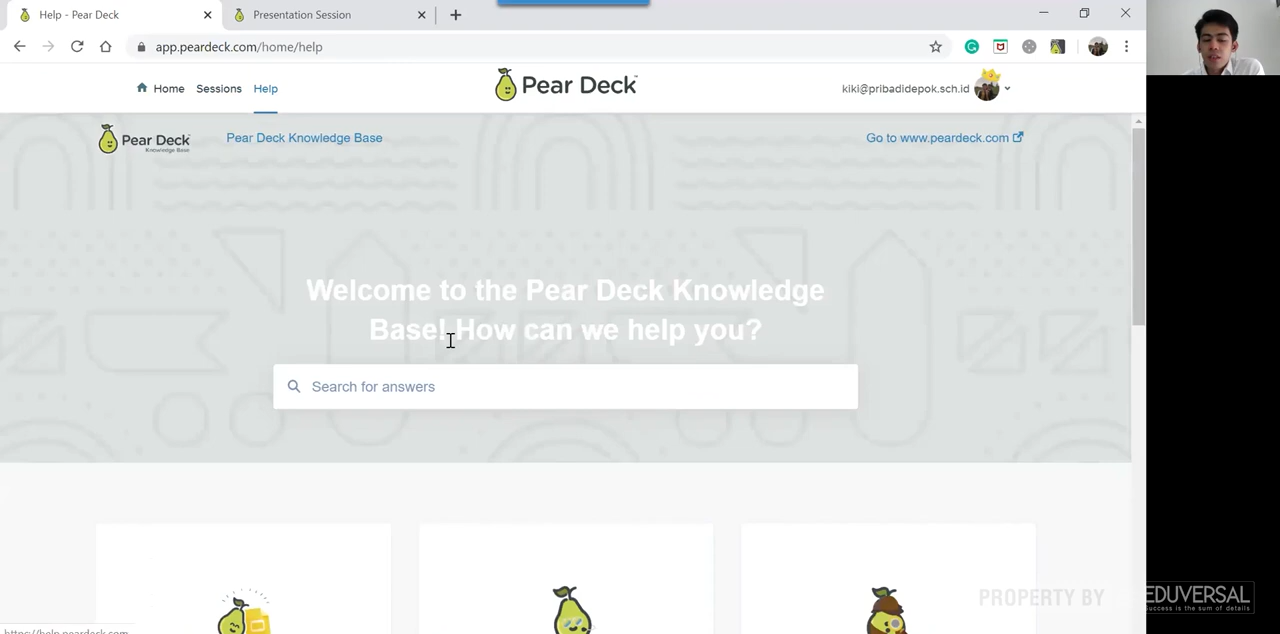 Help - Pear Deck
Presentation Session
app.peardeck.com/home/help
Home
Sessions
Help
Pear Deck™
kiki@pribadidepok.sch.id
Pear Deck
Knowledge Base
Pear Deck Knowledge Base
Go to www.peardeck.com
Welcome to the Pear Deck Knowledge
Base! How can we help you?
Search for answers
PROPERTY BY
EDUVERSAL
Success is the sum of details
https://help.peardeck.com